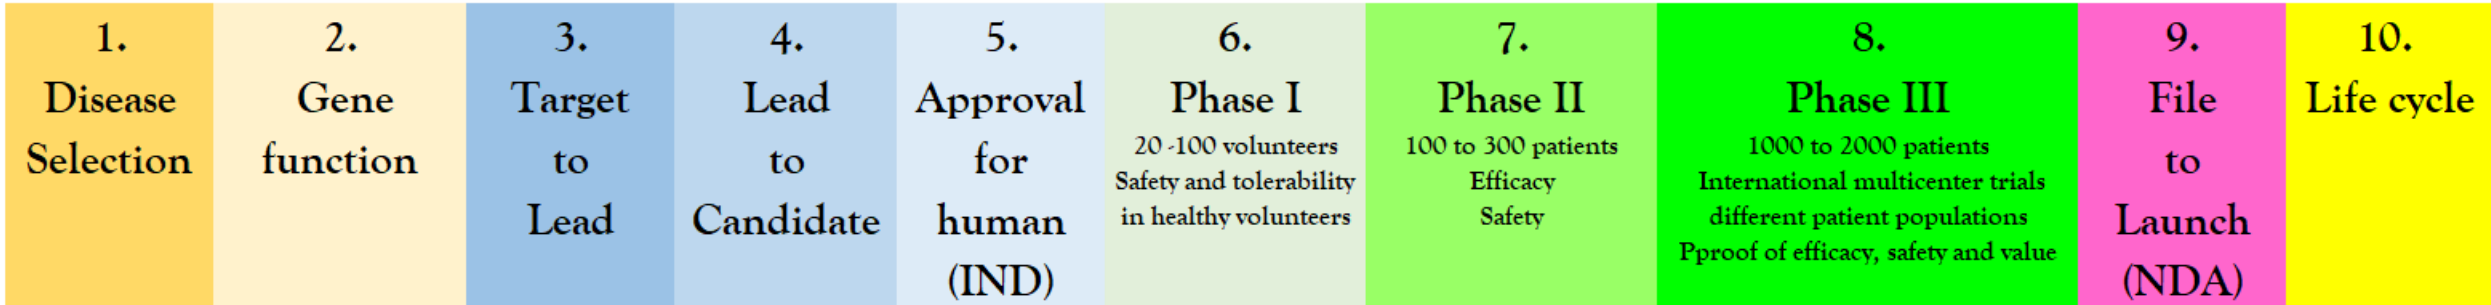 1.
Disease
Selection
2.
Gene
function
3.
Target
to
Lead
4.
Lead
to
Candidate
5.
Approval
for
human
(IND)
6.
Phase I
20 -100 volunteers
Safety and tolerability
in healthy volunteers
7.
Phase II
100 to 300 patients
Efficacy
Safety
8.
Phase III
1000 to 2000 patients
International multicenter trials
different patient populations
Pproof of efficacy, safety and value
9.
File
to
Launch
(NDA)
10.
Life cycle